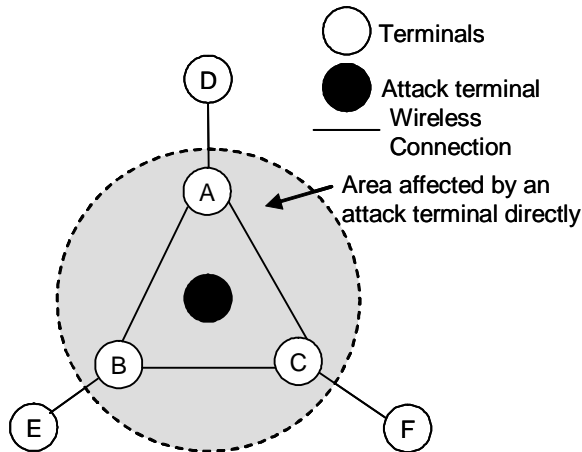 Terminals
D
Attack terminal
Wireless
Connection
Area affected by an
attack terminal directly
A
B
C
E
F